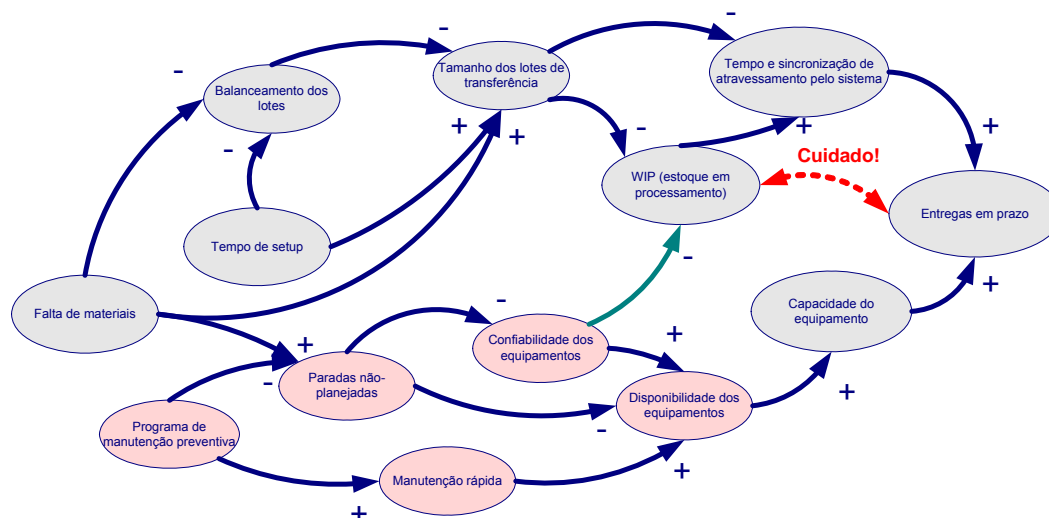 -
-
-
Tamanho dos lotes de
transferência
Tempo e sincronização de
atravessamento pelo sistema
-
Balanceamento dos
lotes
+
+
-
+
+
-
Cuidado!
WIP (estoque em
processamento)
Entregas em prazo
Tempo de setup
-
+
Falta de materiais
-
Capacidade do
equipamento
Confiabilidade dos
equipamentos
+
+
-
Paradas não-
planejadas
+
Disponibilidade dos
equipamentos
-
Programa de
manutenção preventiva
+
Manutenção rápida
+